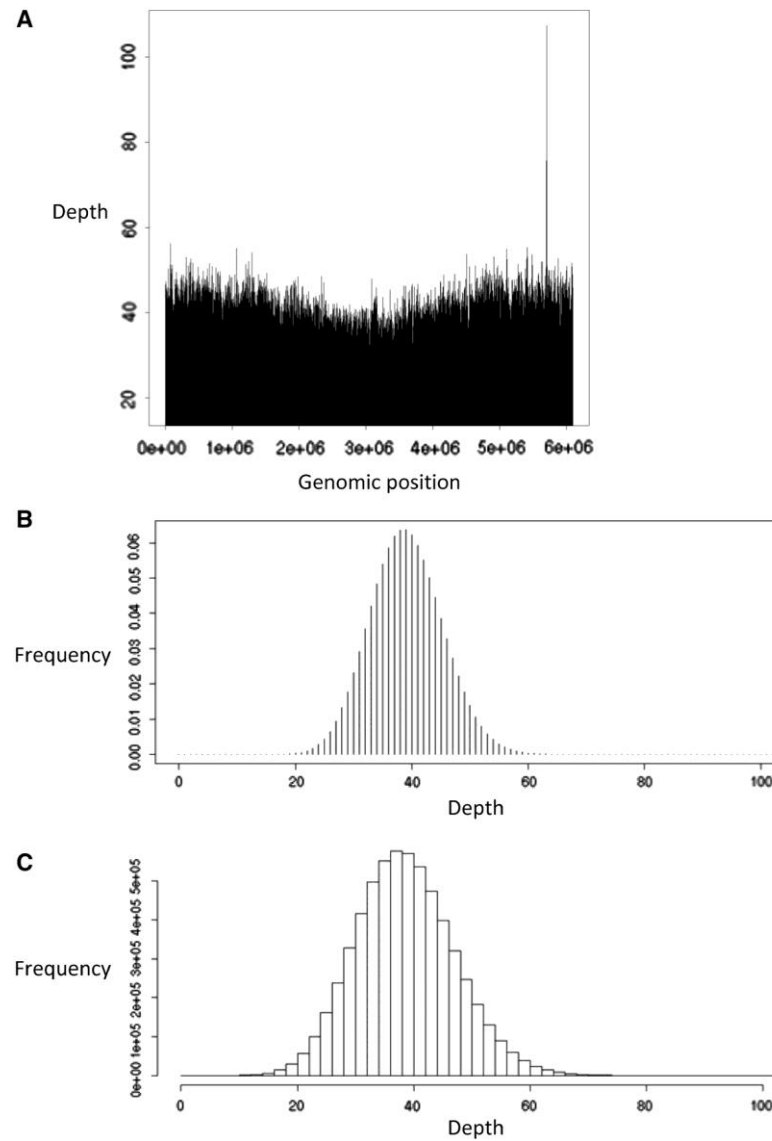 A
100
80
Depth
60
40
20
0e+00 1e+06 2e+06 3e+06 4e+06 5e+06 6e+06
Genomic position
B
0.06
0.05
0.04
Frequency
0.03
0.02
0.01
0.00
0 20 40 60 80 100
Depth
C
5e+05
4e+05
Frequency
3e+05
2e+05
1e+05
0e+00
0 20 40 60 80 100
Depth